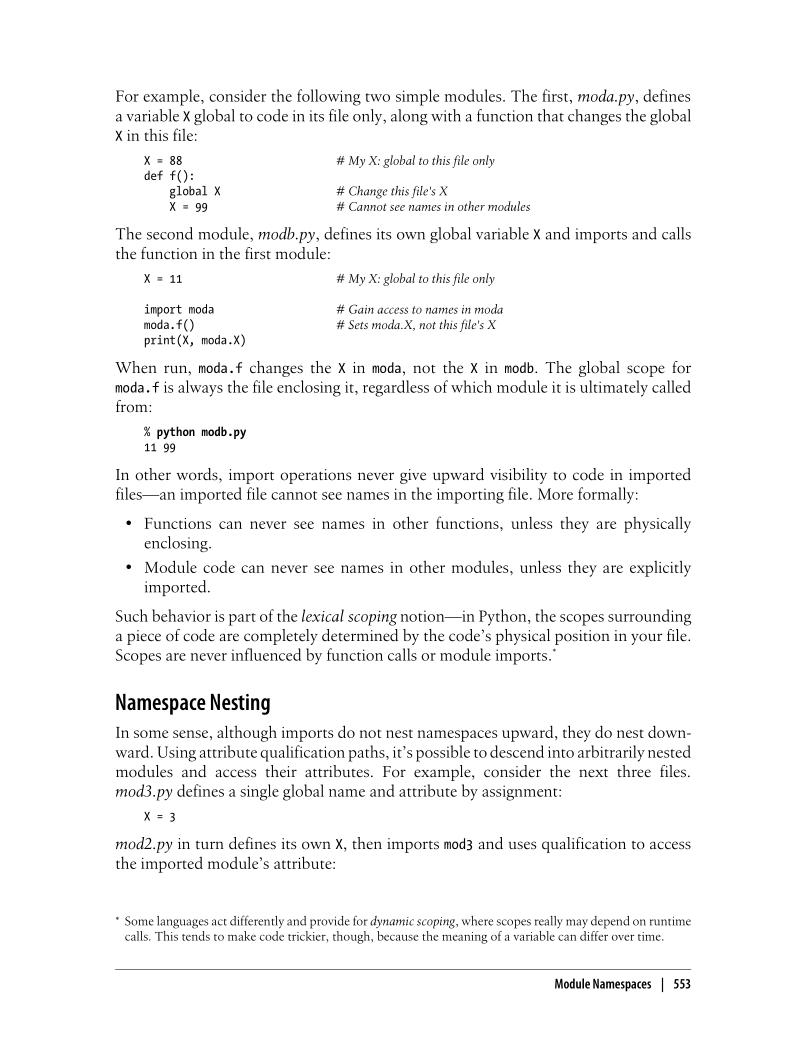 For example, consider the following two simple modules. The first, moda.py, defines
a variable X global to code in its file only, along with a function that changes the global
X in this file:
X = 88 # My X: global to this file only
def f():
global X # Change this file's X
X = 99 # Cannot see names in other modules
The second module, modb.py, defines its own global variable X and imports and calls
the function in the first module:
X = 11 # My X: global to this file only
import moda # Gain access to names in moda
moda.f() # Sets moda.X, not this file's X
print(X, moda.X)
When run, moda.f changes the X in moda, not the X in modb. The global scope for
moda.f is always the file enclosing it, regardless of which module it is ultimately called
from:
% python modb.py
11 99
In other words, import operations never give upward visibility to code in imported
files—an imported file cannot see names in the importing file. More formally:
• Functions can never see names in other functions, unless they are physically
enclosing.
• Module code can never see names in other modules, unless they are explicitly
imported.
Such behavior is part of the lexical scoping notion—in Python, the scopes surrounding
a piece of code are completely determined by the code’s physical position in your file.
Scopes are never influenced by function calls or module imports.*
Namespace Nesting
In some sense, although imports do not nest namespaces upward, they do nest down-
ward. Using attribute qualification paths, it’s possible to descend into arbitrarily nested
modules and access their attributes. For example, consider the next three files.
mod3.py defines a single global name and attribute by assignment:
X = 3
mod2.py in turn defines its own X, then imports mod3 and uses qualification to access
the imported module’s attribute:
* Some languages act differently and provide for dynamic scoping, where scopes really may depend on runtime
calls. This tends to make code trickier, though, because the meaning of a variable can differ over time.
Module Namespaces | 553